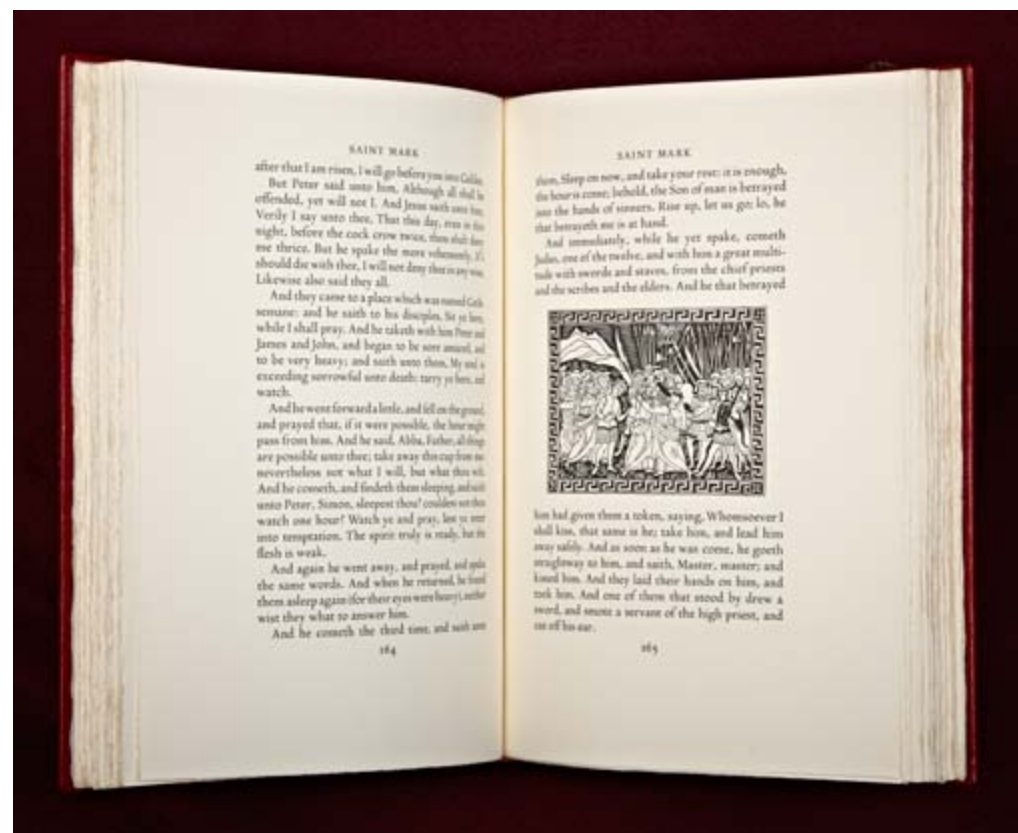 SAINT MARK
after that I am risen, I will go before you into Galilee.
But Peter said unto him, Although all shall be
offended, yet will not I. And Jesus saith unto him,
Verily I say unto thee, That this day, even in this
night, before the cock crow twice, thou shalt deny
me thrice. But he spake the more vehemently, If I
should die with thee, I will not deny thee in any wise.
Likewise also said they all.
And they came to a place which was named Geth
semane: and he saith to his disciples, Sit ye here,
while I shall pray. And he taketh with him Peter and
James and John, and began to be sore amazed, and
to be very heavy; and saith unto them, My soul is
exceeding sorrowful unto death: tarry ye here, and
watch.
And he went forward a little, and fell on the ground,
and prayed that, if it were possible, the hour might
pass from him. And he said, Abba, Father, all things
are possible unto thee; take away this cup from me:
nevertheless not what I will, but what thou wilt.
And he cometh, and findeth them sleeping, and saith
unto Peter, Simon, sleepest thou? couldest not thou
watch one hour? Watch ye and pray, lest ye enter
into temptation. The spirit truly is ready, but the
flesh is weak.
And again he went away, and prayed, and spake
the same words. And when he returned, he found
them asleep again (for their eyes were heavy), neither
wist they what to answer him.
And he cometh the third time, and saith unto
164
SAINT MARK
them, Sleep on now, and take your rest: it is enough,
the hour is come; behold, the Son of man is betrayed
into the hands of sinners. Rise up, let us go; lo, he
that betrayeth me is at hand.
And immediately, while he yet spake, cometh
Judas, one of the twelve, and with him a great multi-
tude with swords and staves, from the chief priests
and the scribes and the elders. And he that betrayed
him had given them a token, saying, Whomsoever I
shall kiss, that same is he; take him, and lead him
away safely. And as soon as he was come, he goeth
straightway to him, and saith, Master, master; and
kissed him. And they laid their hands on him, and
took him. And one of them that stood by drew a
sword, and smote a servant of the high priest, and
cut off his ear.
165